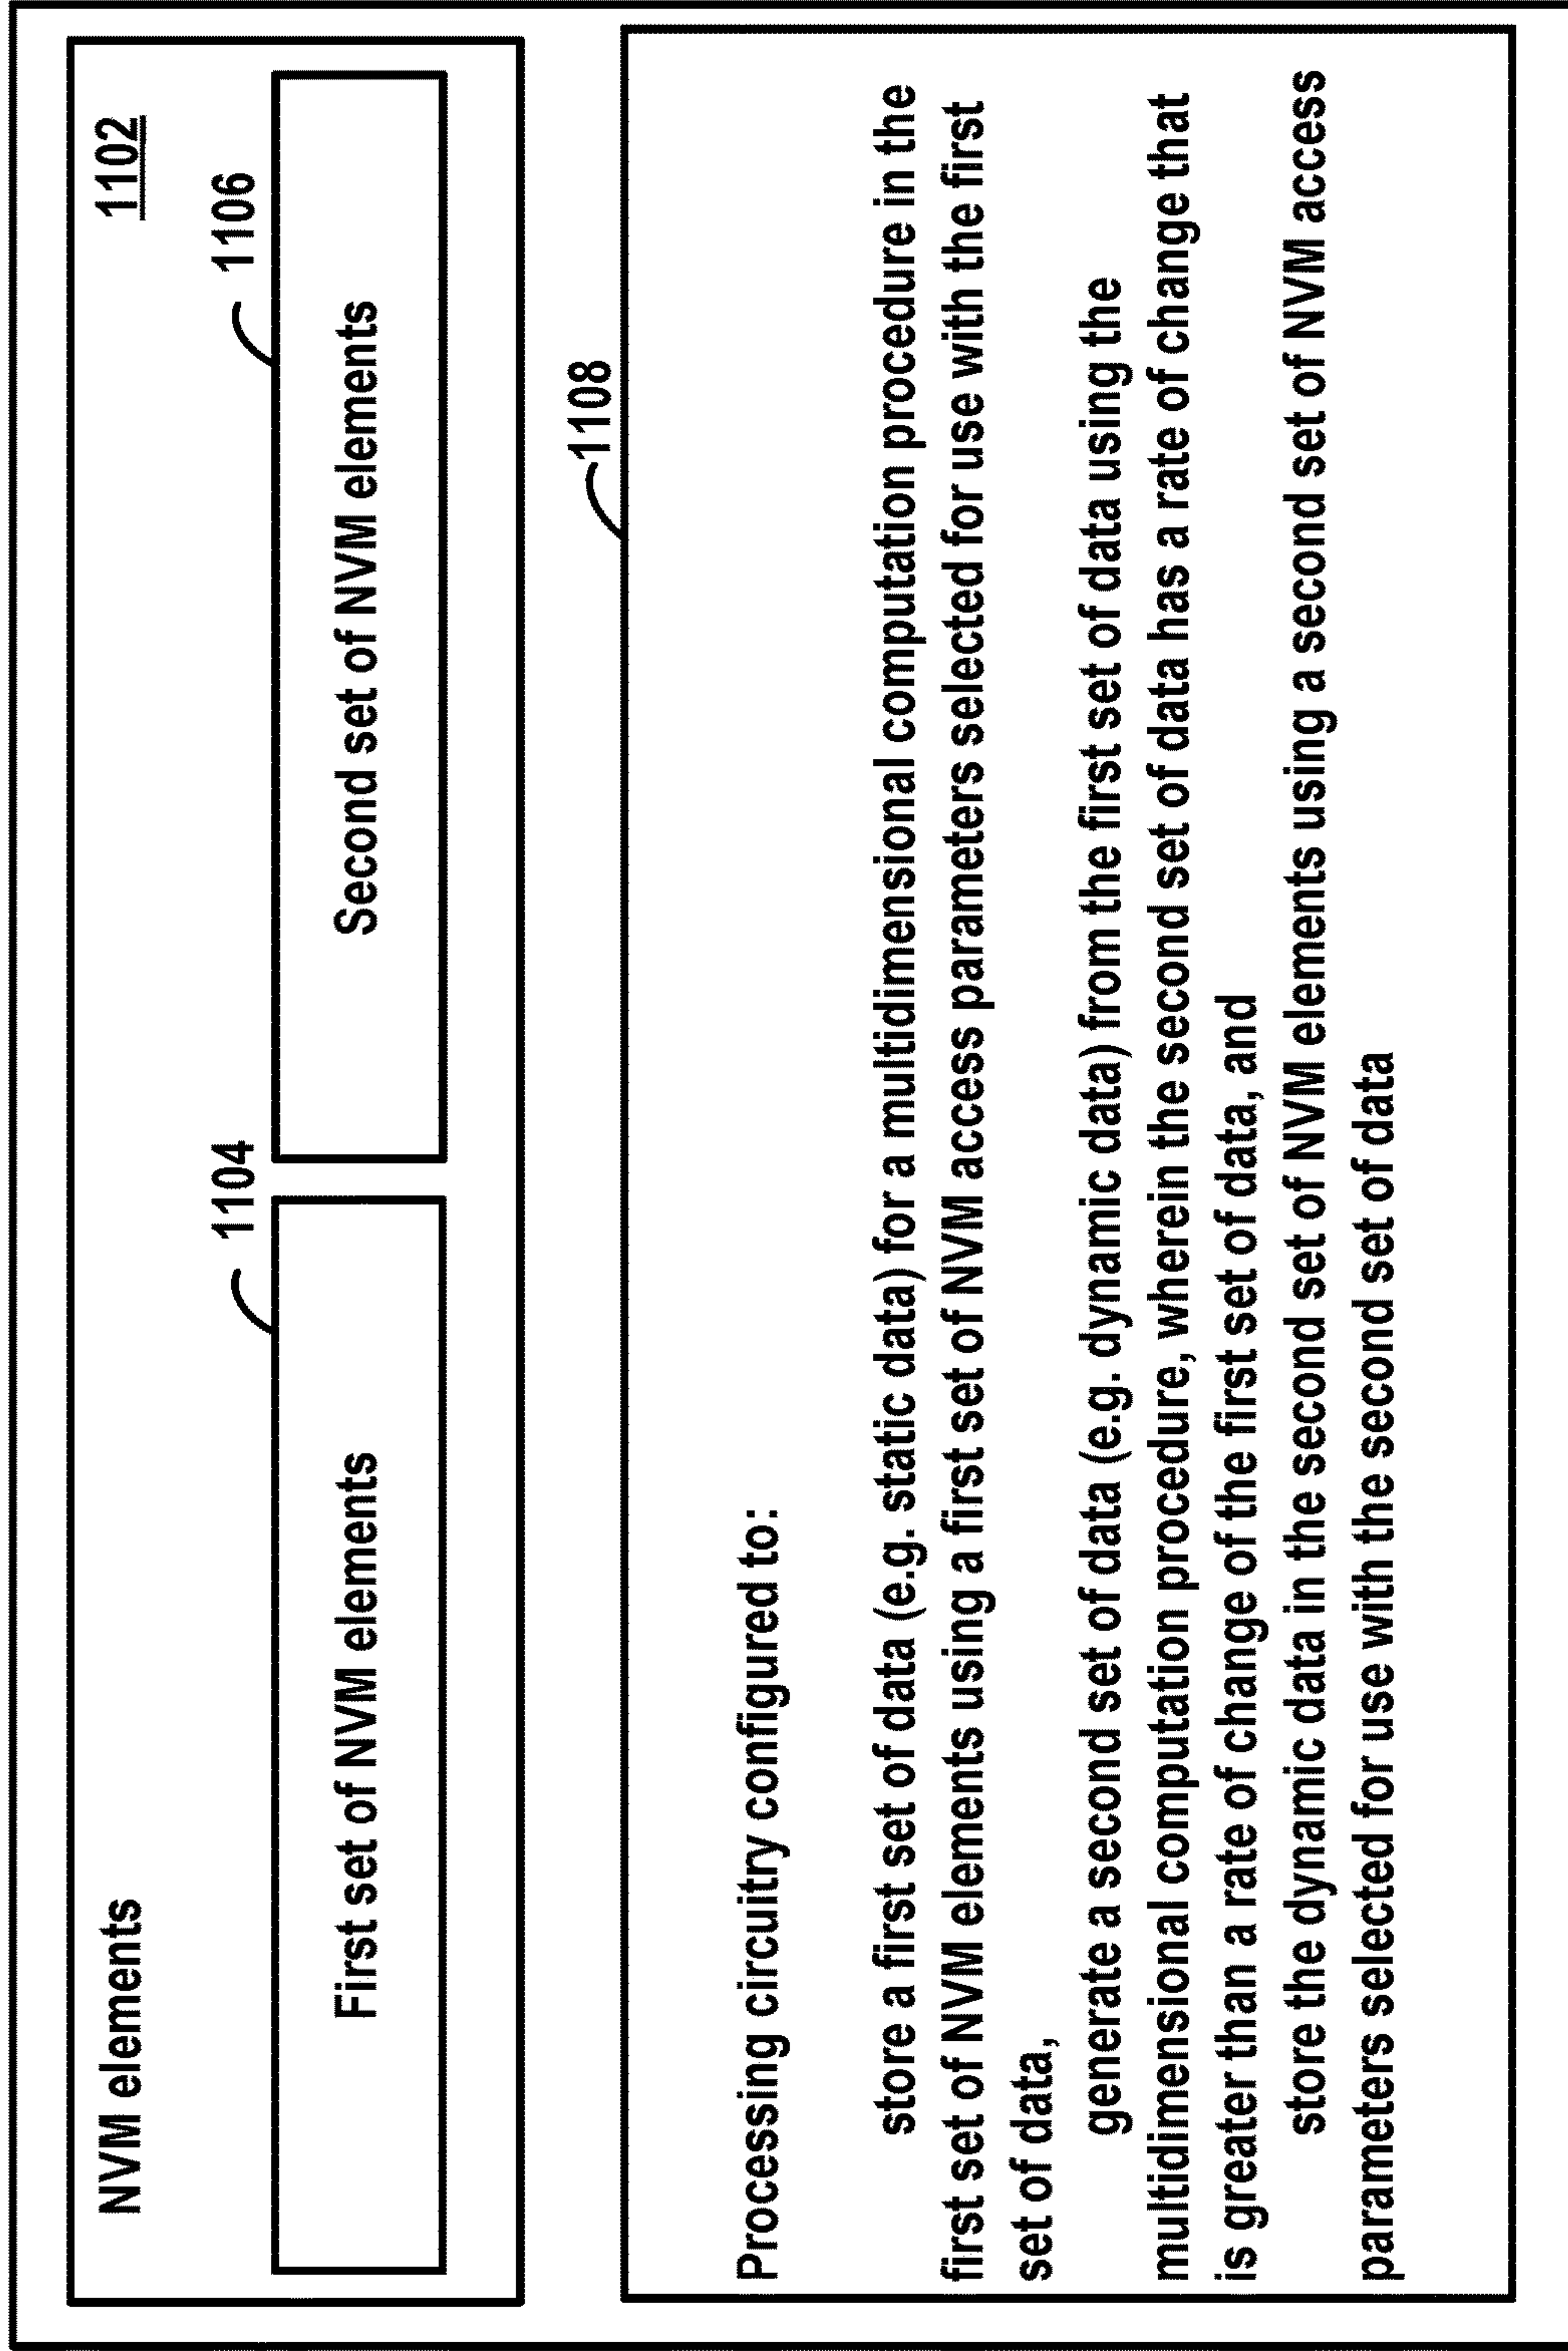 NVM elements
1102
1104
1106
First set of NVM elements
Second set of NVM elements
1108
Processing circuitry configured to:
store a first set of data (e.g. static data) for a multidimensional computation procedure in the
first set of NVM elements using a first set of NVM access parameters selected for use with the first
set of data,
generate a second set of data (e.g. dynamic data) from the first set of data using the
multidimensional computation procedure, wherein the second set of data has a rate of change that
is greater than a rate of change of the first set of data, and
store the dynamic data in the second set of NVM elements using a second set of NVM access
parameters selected for use with the second set of data